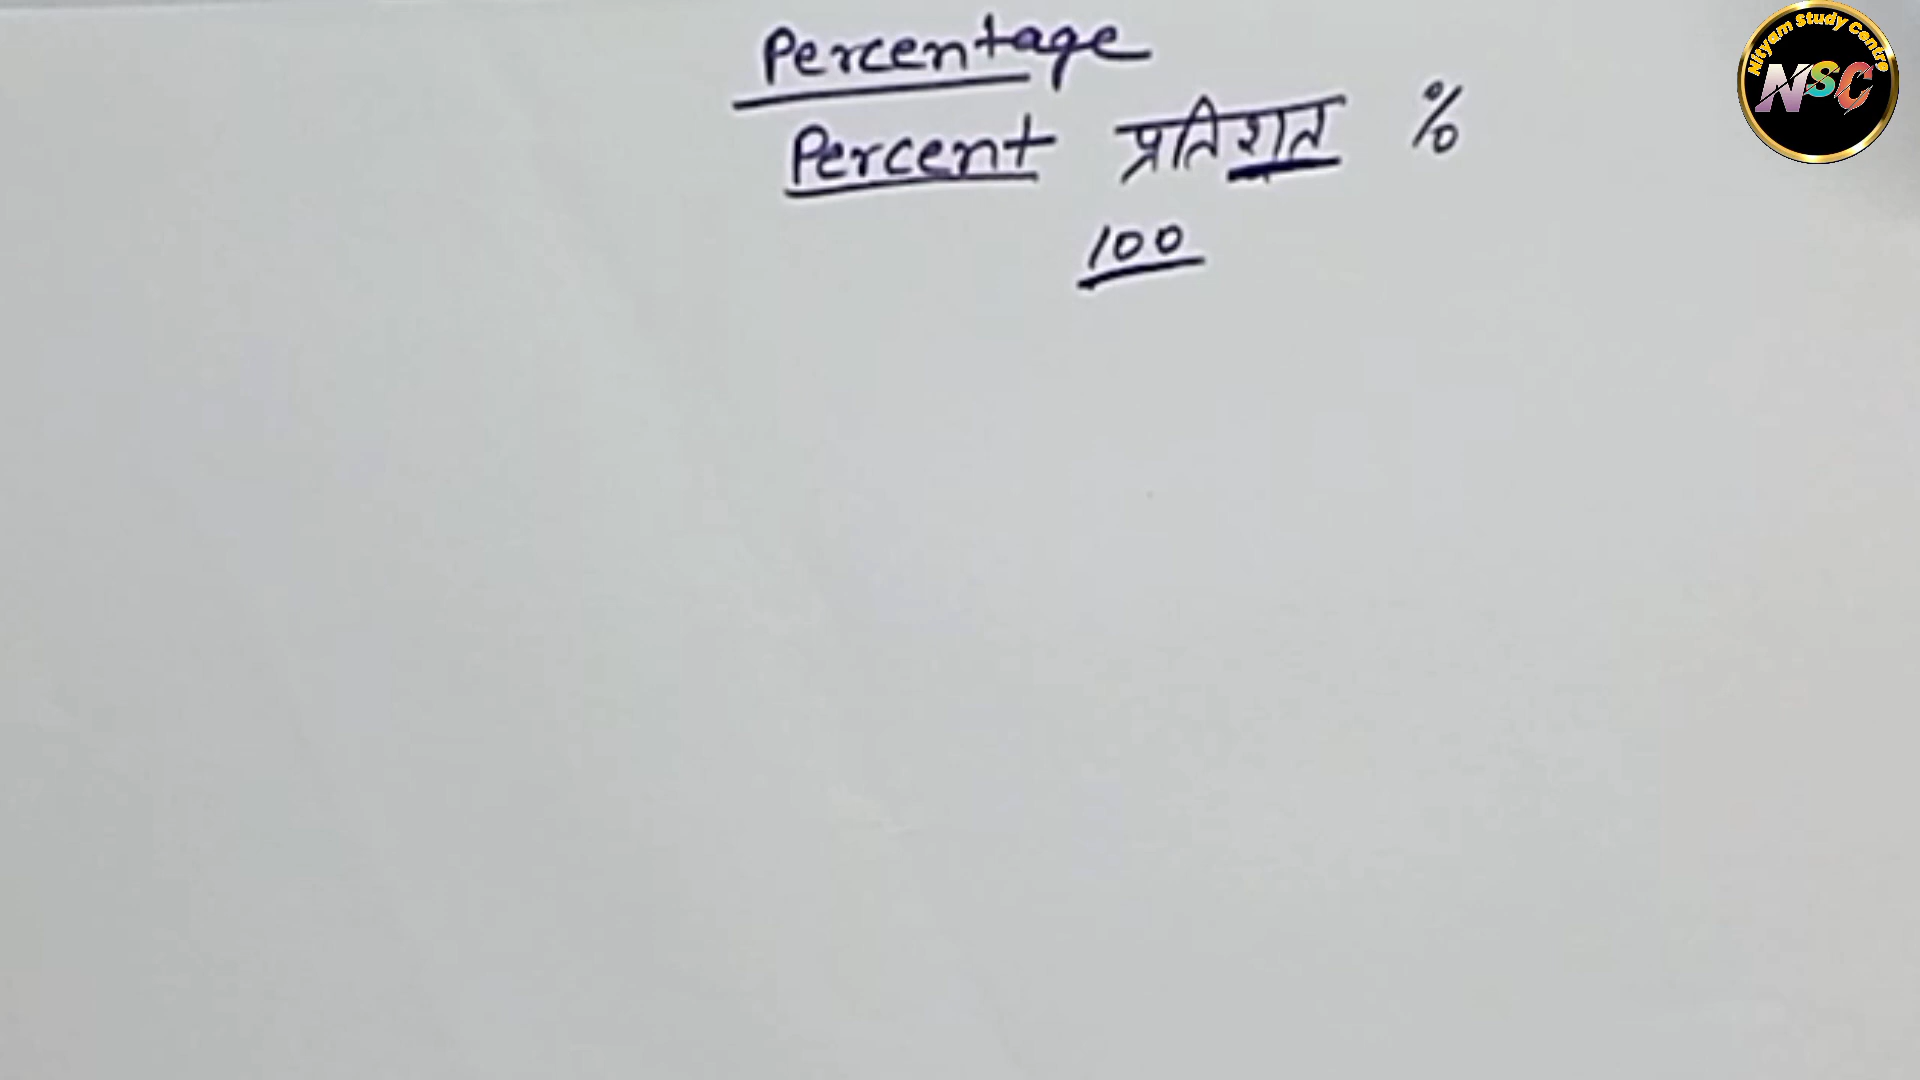 Percentage
Percent प्रतिशत %
100
Nityam Study Centre
NSC